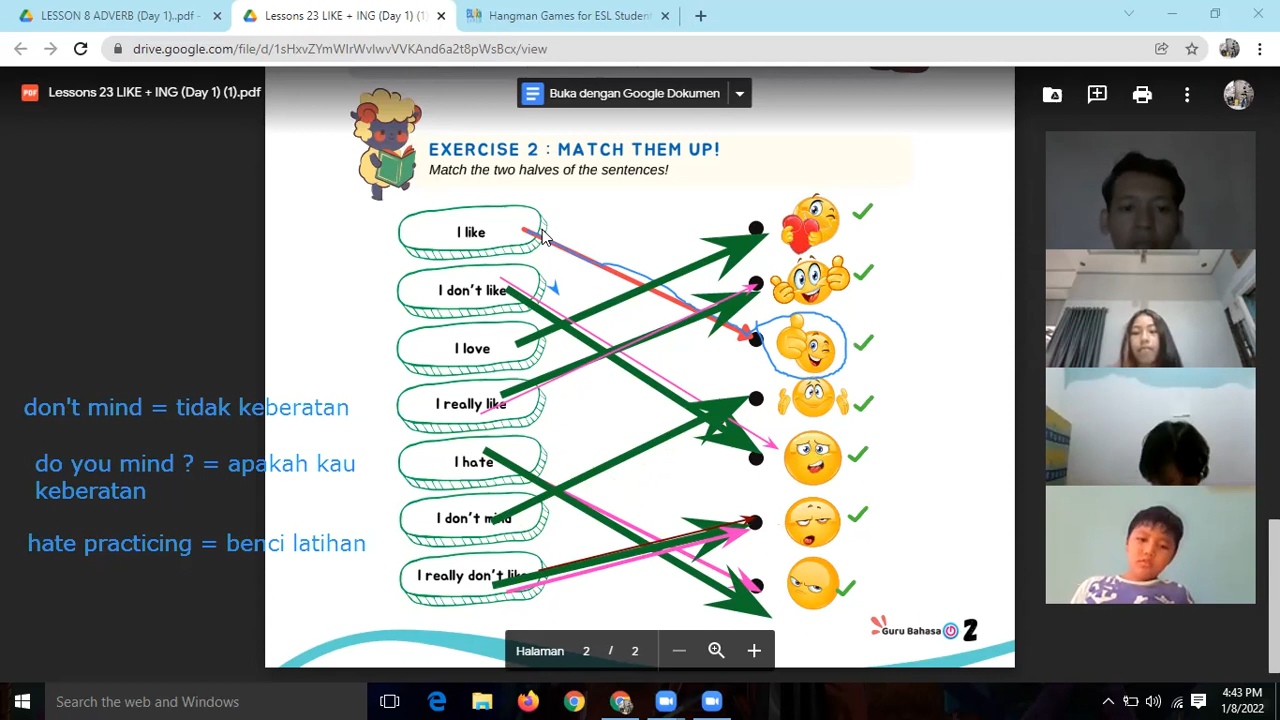 LESSON 8 ADVERB (Day 1)..pdf -
Lessons 23 LIKE + ING (Day 1) (1)
Hangman Games for ESL Student
drive.google.com/file/d/1sHxvZYmWIrWvIwvVVKAnd6a2t8pWsBcx/view
PDF
Lessons 23 LIKE + ING (Day 1) (1).pdf
Buka dengan Google Dokumen
EXERCISE 2 : MATCH THEM UP!
Match the two halves of the sentences!
I like
I don't like
I love
I really like
I hate
I don't mind
I really don't like
don't mind = tidak keberatan
do you mind ? = apakah kau
keberatan
hate practicing = benci latihan
Guru Bahasa
2
Halaman 2 / 2
Search the web and Windows
4:43 PM
1/8/2022